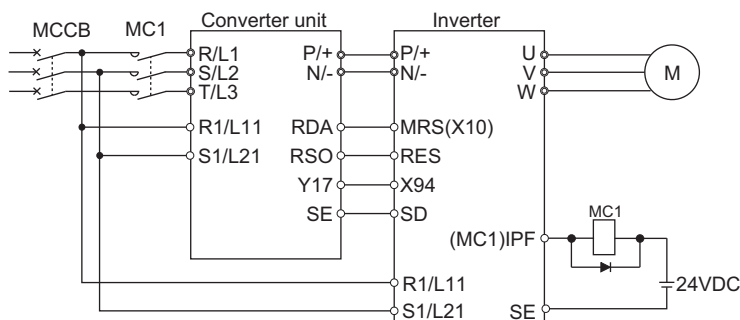 Converter unit
Inverter
MCCB
MC1
R/L1
P/+
P/+
U
S/L2
N/-
N/-
V
M
T/L3
W
R1/L11
RDA
MRS(X10)
S1/L21
RSO
RES
Y17
X94
SE
SD
MC1
(MC1)IPF
R1/L11
24VDC
S1/L21
SE